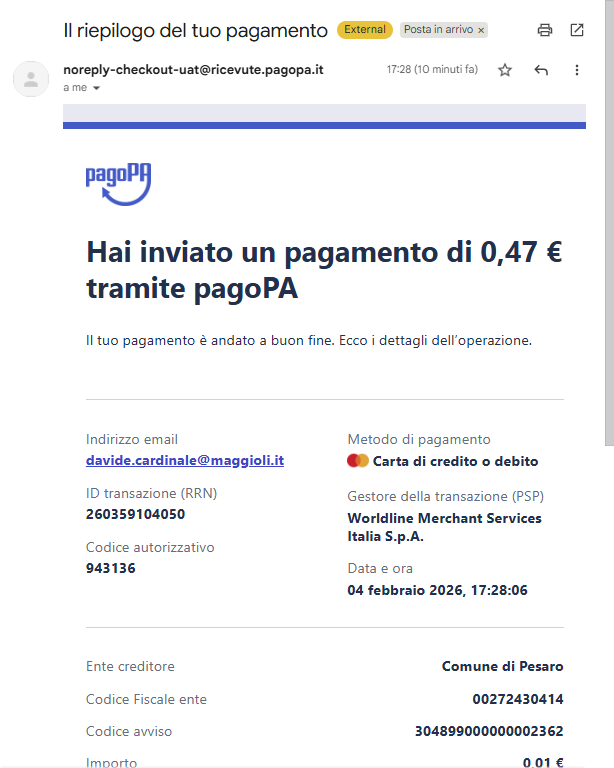 Il riepilogo del tuo pagamento External Posta in arrivo ×
noreply-checkout-uat@ricevute.pagopa.it 17:28 (10 minuti fa)
a me
pagoPA
Hai inviato un pagamento di 0,47 €
tramite pagoPA
Il tuo pagamento è andato a buon fine. Ecco i dettagli dell’operazione.
Indirizzo email
davide.cardinale@maggioli.it
ID transazione (RRN)
260359104050
Codice autorizzativo
943136
Metodo di pagamento
Carta di credito o debito
Gestore della transazione (PSP)
Worldline Merchant Services
Italia S.p.A.
Data e ora
04 febbraio 2026, 17:28:06
Ente creditore Comune di Pesaro
Codice Fiscale ente 00272430414
Codice avviso 304899000000002362
Importo 0,01 €